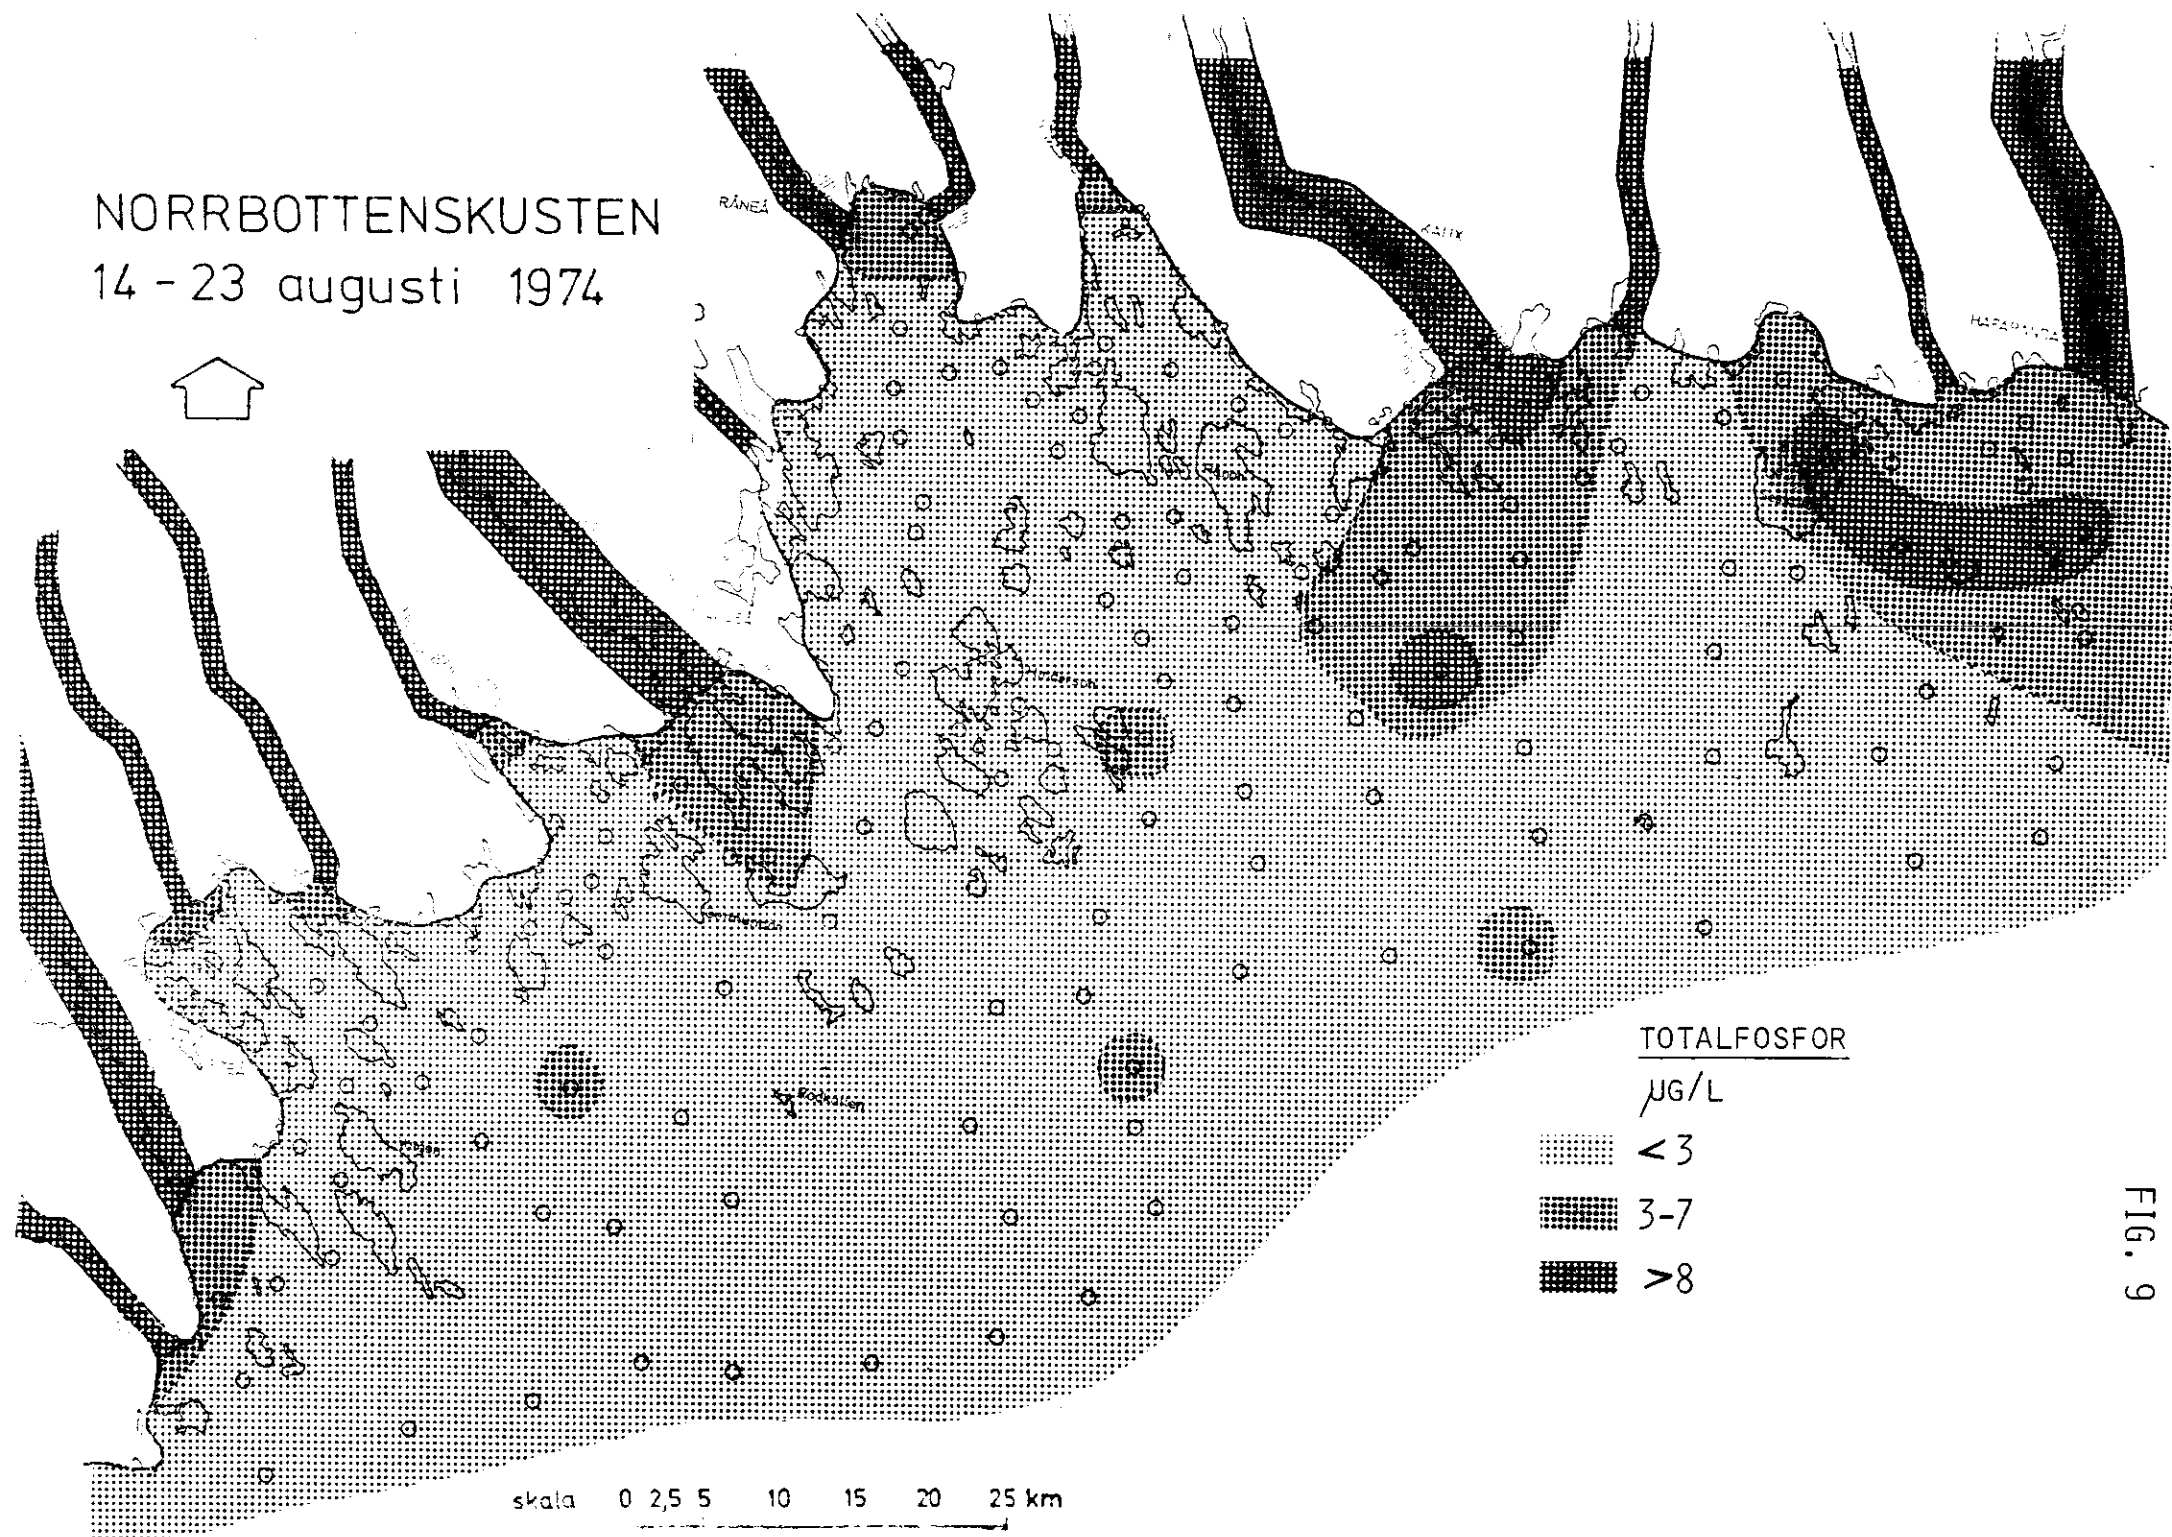 NORRBOTTENSKUSTEN
14 - 23 augusti 1974
RÅNEÅ
KALIX
HAPARANDA
Rödkallen
TOTALFOSFOR
µG/L
< 3
3-7
>8
FIG. 9
skala 0 2,5 5 10 15 20 25 km